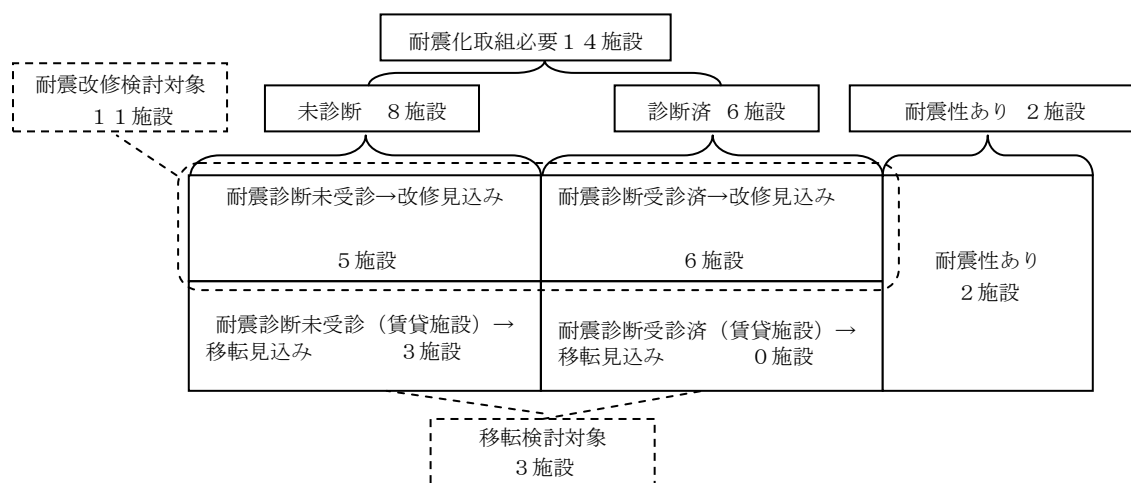 耐震化取組必要１４施設
耐震改修検討対象
１１施設
未診断　８施設
診断済 ６施設
耐震性あり ２施設
耐震診断未受診→改修見込み
５施設
耐震診断受診済→改修見込み
６施設
耐震性あり
２施設
耐震診断未受診（賃貸施設）→
移転見込み　３施設
耐震診断受診済（賃貸施設）→
移転見込み　０施設
移転検討対象
３施設